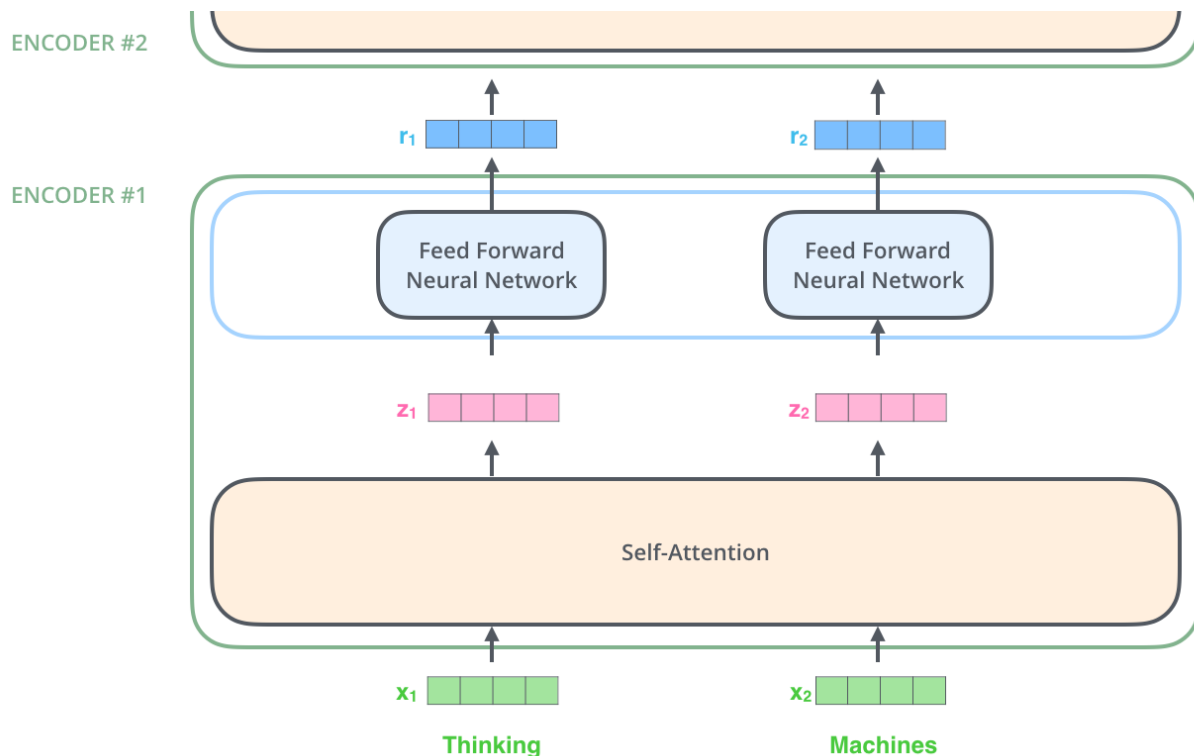 ENCODER #2
r₁
r₂
ENCODER #1
Feed Forward
Neural Network
Feed Forward
Neural Network
z₁
z₂
Self-Attention
x₁
x₂
Thinking
Machines